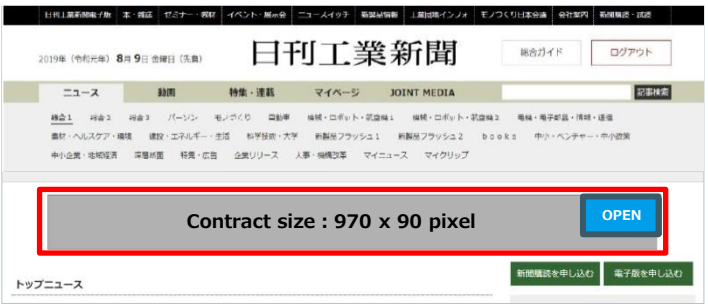 日刊工業新聞電子版 本・雑誌 セミナー・教材 イベント・展示会 ニュースイッチ 新製品情報 工業団地インフォ モノづくり日本会議 会社案内 新聞購読・試読
2019年（令和元年）8月9日 金曜日（先負）
日刊工業新聞
総合ガイド ログアウト
ニュース 動画 特集・連載 マイページ JOINT MEDIA 記事検索
総合1 総合2 総合3 パーソン モノづくり 自動車 機械・ロボット・航空機1 機械・ロボット・航空機2 電機・電子部品・情報・通信
素材・ヘルスケア・環境 建設・エネルギー・生活 科学技術・大学 新製品フラッシュ1 新製品フラッシュ2 books 中小・ベンチャー・中小政策
中小企業・地域経済 深層断面 特集・広告 企業リリース 人事・機構改革 マイニュース マイクリップ
Contract size : 970 x 90 pixel
OPEN
新聞購読を申し込む 電子版を申し込む
トップニュース